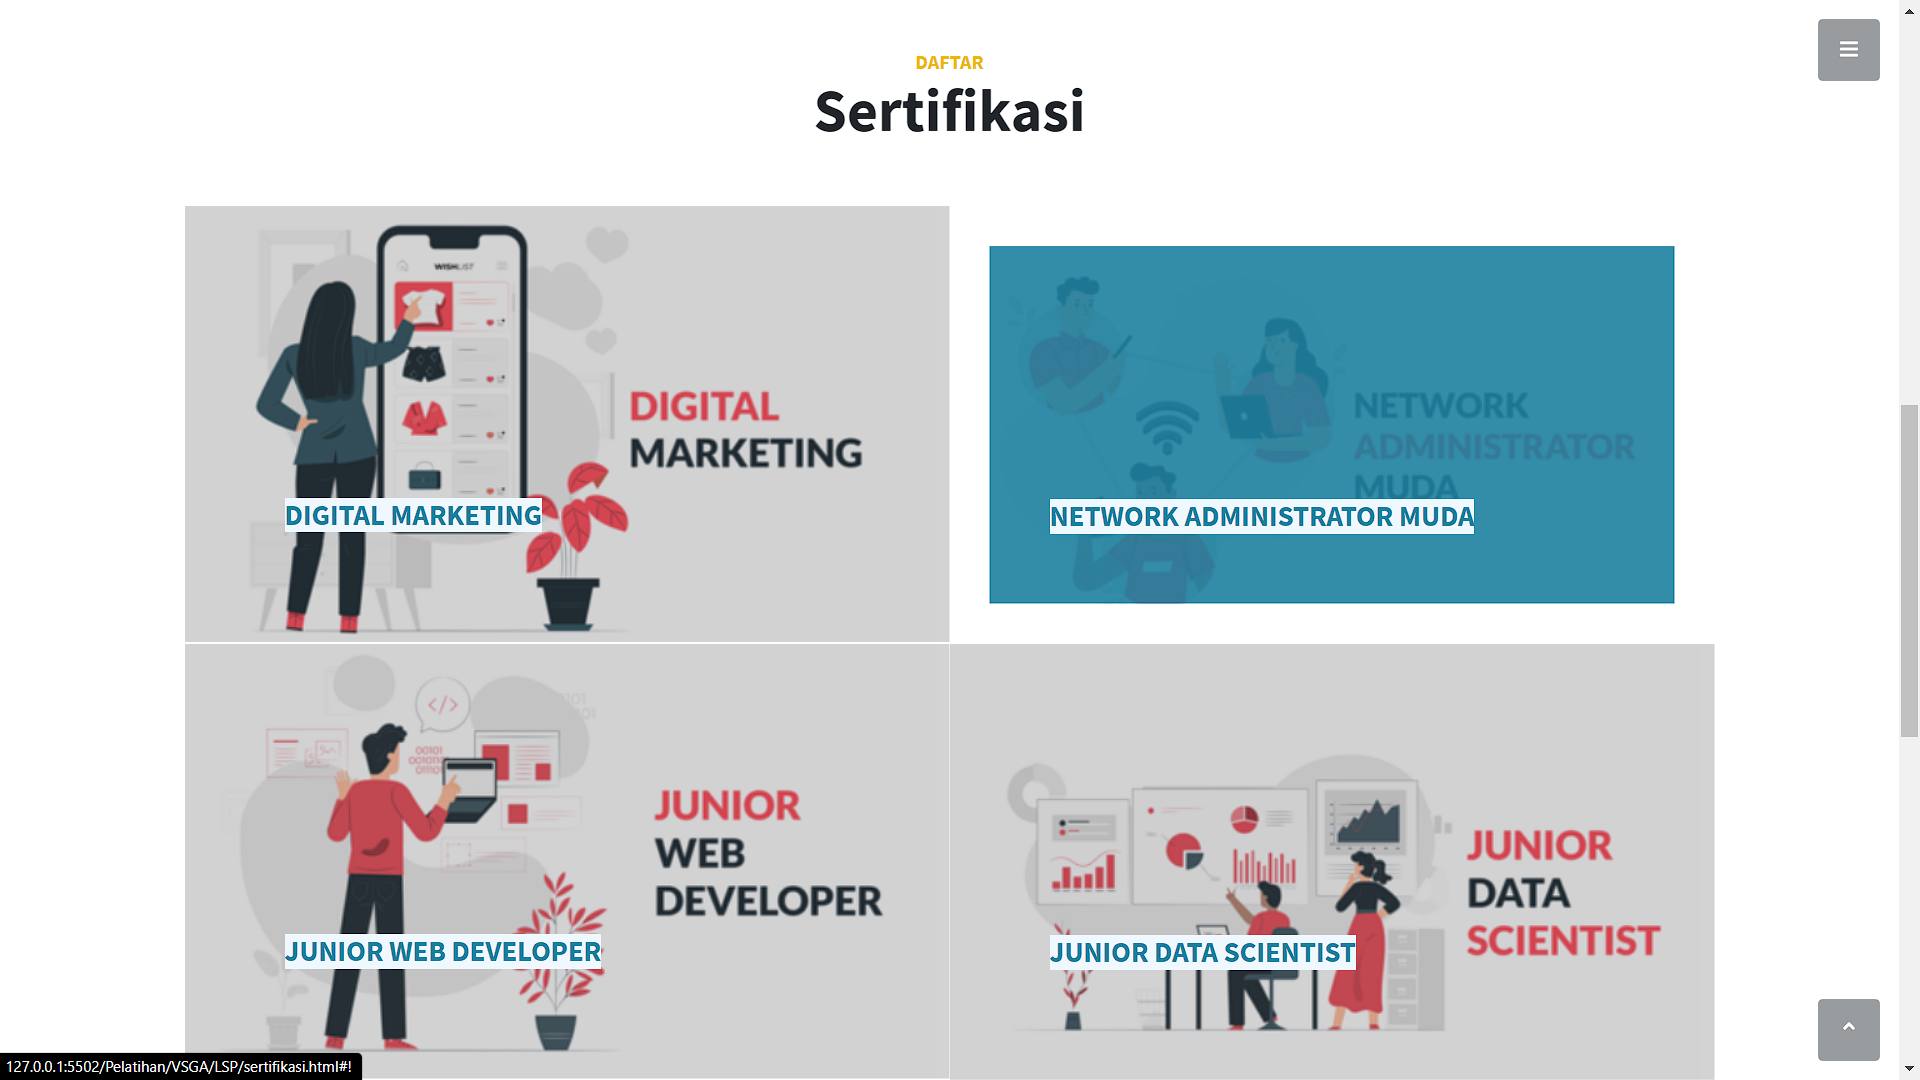 DAFTAR
Sertifikasi
WISHLIST
DIGITAL
MARKETING
DIGITAL MARKETING
NETWORK
ADMINISTRATOR
MUDA
NETWORK ADMINISTRATOR MUDA
</>
JUNIOR
WEB
DEVELOPER
JUNIOR WEB DEVELOPER
JUNIOR
DATA
SCIENTIST
JUNIOR DATA SCIENTIST
127.0.0.1:5502/Pelatihan/VSGA/LSP/sertifikasi.html#!